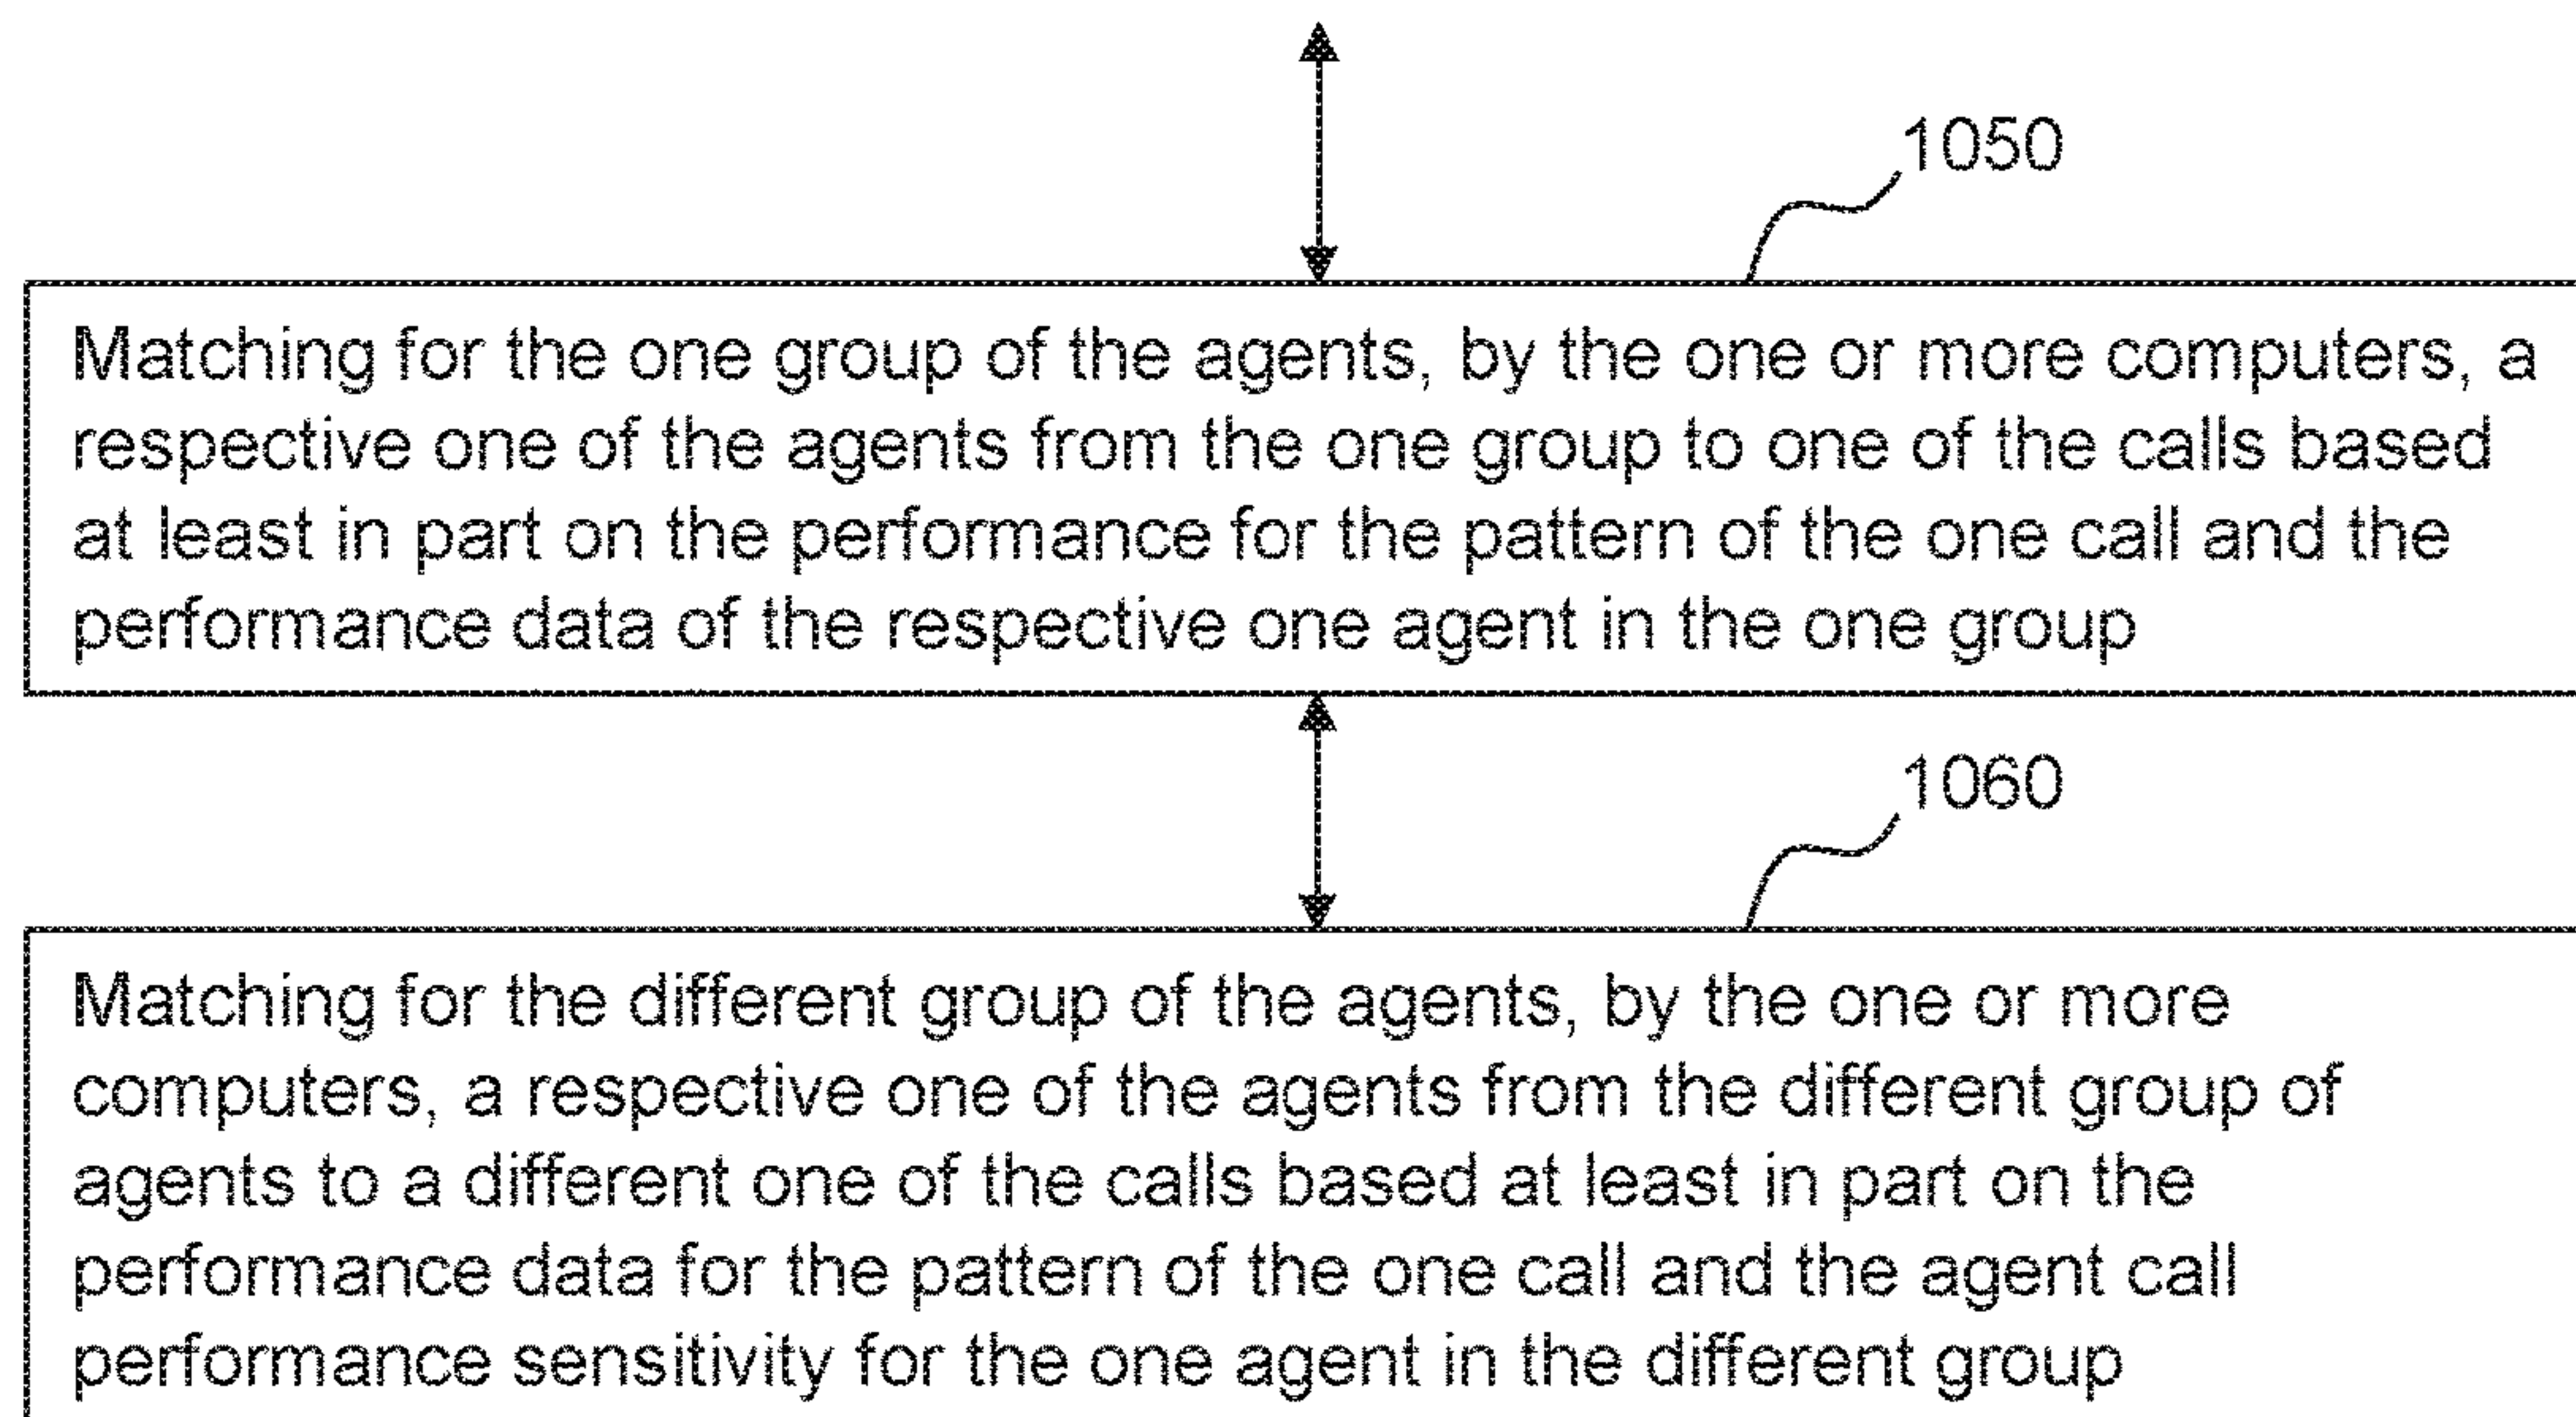 1050
Matching for the one group of the agents, by the one or more computers, a
respective one of the agents from the one group to one of the calls based
at least in part on the performance for the pattern of the one call and the
performance data of the respective one agent in the one group
1060
Matching for the different group of the agents, by the one or more
computers, a respective one of the agents from the different group of
agents to a different one of the calls based at least in part on the
performance data for the pattern of the one call and the agent call
performance sensitivity for the one agent in the different group